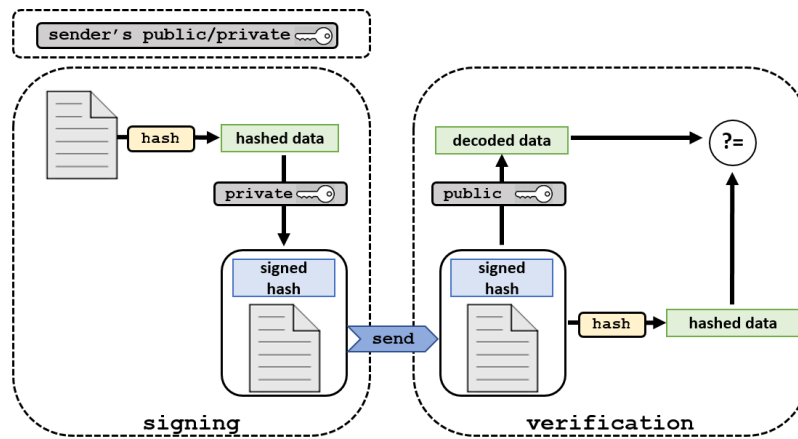 sender's public/private
hash
hashed data
private
signed
hash
send
signing
decoded data
?=
public
signed
hash
hash
hashed data
verification